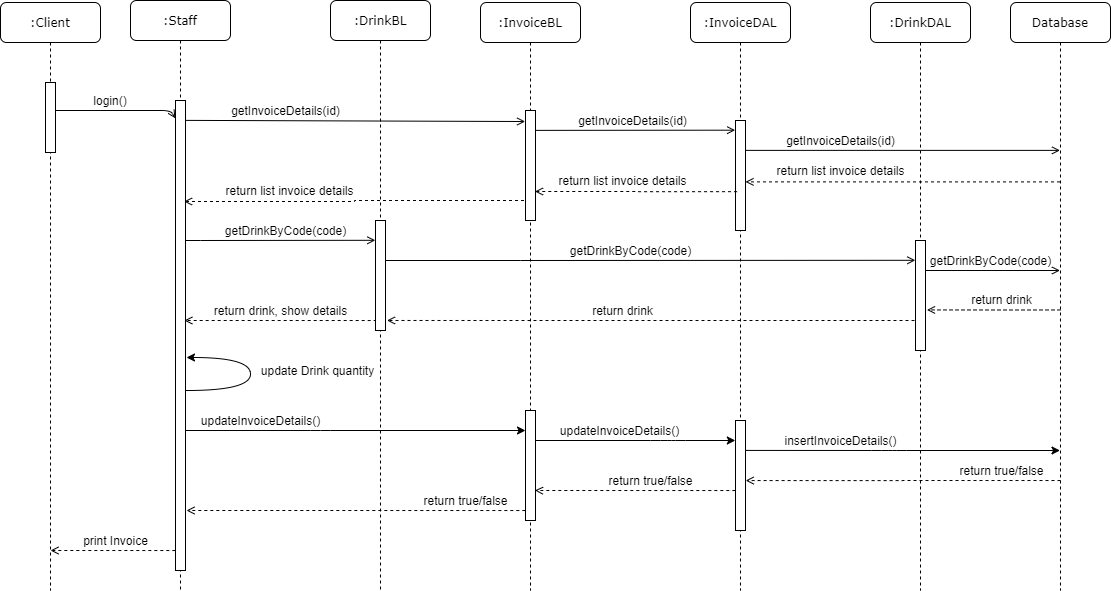 :Client
:Staff
:DrinkBL
:InvoiceBL
:InvoiceDAL
:DrinkDAL
Database
login()
getInvoiceDetails(id)
getInvoiceDetails(id)
getInvoiceDetails(id)
return list invoice details
return list invoice details
return list invoice details
getDrinkByCode(code)
getDrinkByCode(code)
getDrinkByCode(code)
return drink
return drink
return drink, show details
update Drink quantity
updateInvoiceDetails()
updateInvoiceDetails()
insertInvoiceDetails()
return true/false
return true/false
return true/false
print Invoice